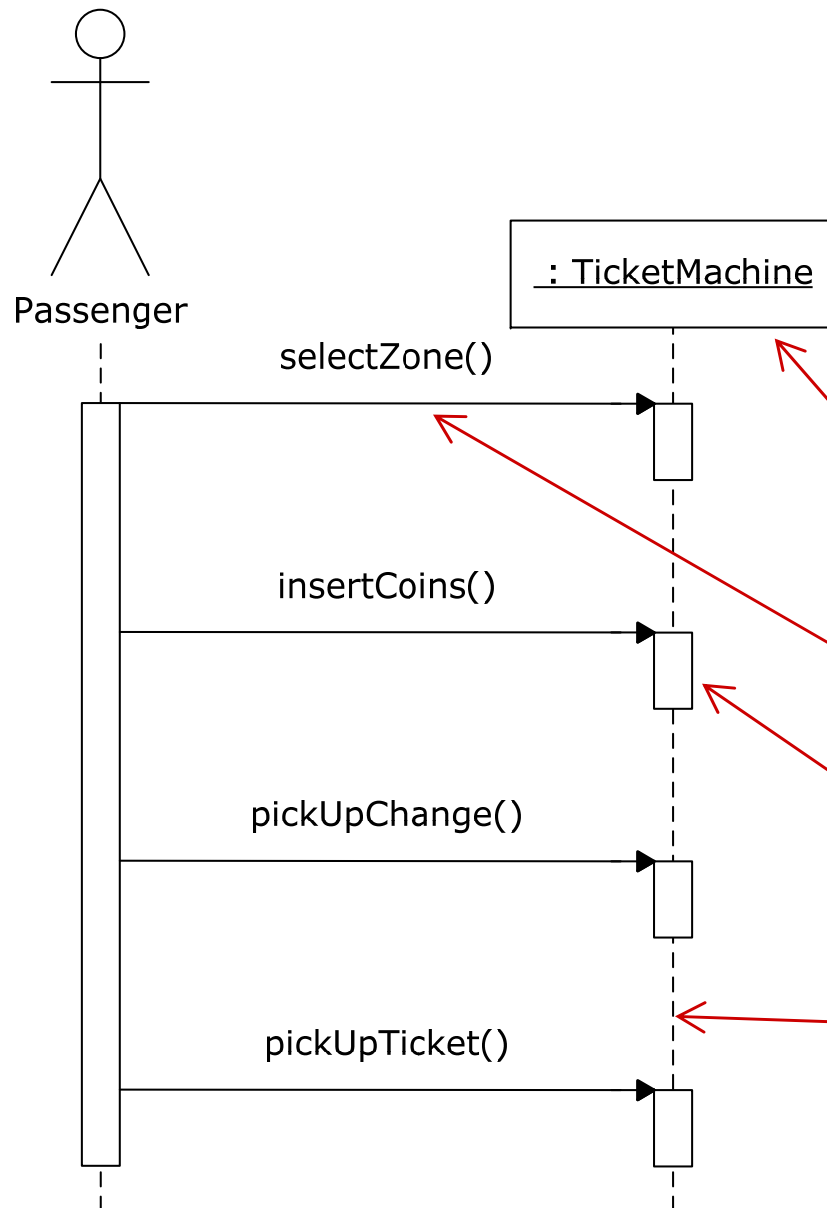 : TicketMachine
Passenger
selectZone()
insertCoins()
pickUpChange()
pickUpTicket()